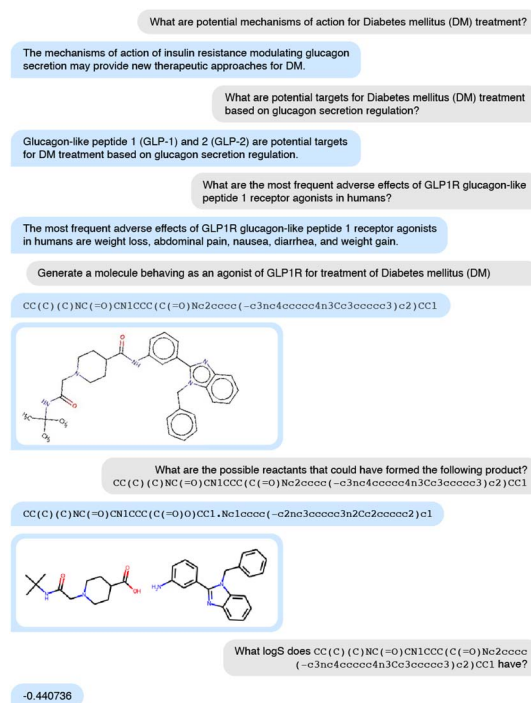 What are potential mechanisms of action for Diabetes mellitus (DM) treatment?
The mechanisms of action of insulin resistance modulating glucagon
secretion may provide new therapeutic approaches for DM.
What are potential targets for Diabetes mellitus (DM) treatment
based on glucagon secretion regulation?
Glucagon-like peptide 1 (GLP-1) and 2 (GLP-2) are potential targets
for DM treatment based on glucagon secretion regulation.
What are the most frequent adverse effects of GLP1R glucagon-like
peptide 1 receptor agonists in humans?
The most frequent adverse effects of GLP1R glucagon-like peptide 1 receptor agonists
in humans are weight loss, abdominal pain, nausea, diarrhea, and weight gain.
Generate a molecule behaving as an agonist of GLP1R for treatment of Diabetes mellitus (DM)
CC(C)(C)NC(=O)CN1CCC(C(=O)Nc2cccc(-c3nc4ccccc4n3Cc3ccccc3)c2)CC1
O
N
NH
N
N
HN
O
H₃C
CH₃
CH₃
What are the possible reactants that could have formed the following product?
CC(C)(C)NC(=O)CN1CCC(C(=O)Nc2cccc(-c3nc4ccccc4n3Cc3ccccc3)c2)CC1
CC(C)(C)NC(=O)CN1CCC(C(=O)O)CC1.Nc1cccc(-c2nc3ccccc3n2Cc2ccccc2)c1
O
O
OH
N
N
H
H₂N
N
N
What logS does CC(C)(C)NC(=O)CN1CCC(C(=O)Nc2cccc
(-c3nc4ccccc4n3Cc3ccccc3)c2)CC1 have?
-0.440736